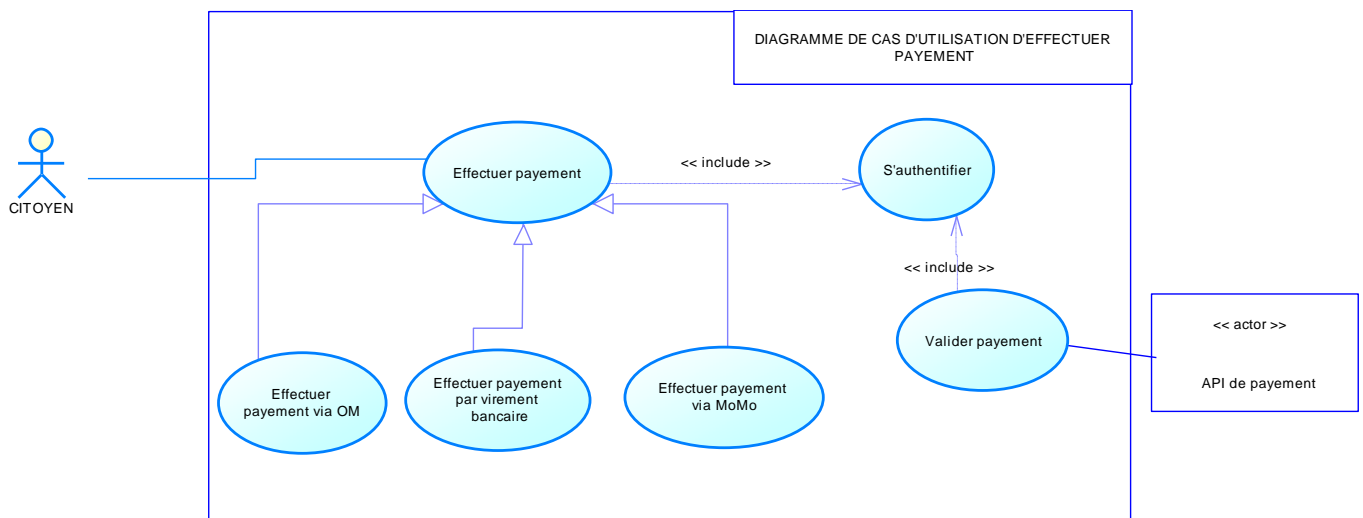 DIAGRAMME DE CAS D'UTILISATION D'EFFECTUER
PAYEMENT
CITOYEN
Effectuer payement
<< include >>
S'authentifier
<< include >>
Valider payement
<< actor >>
API de payement
Effectuer
payement via OM
Effectuer payement
par virement
bancaire
Effectuer payement
via MoMo